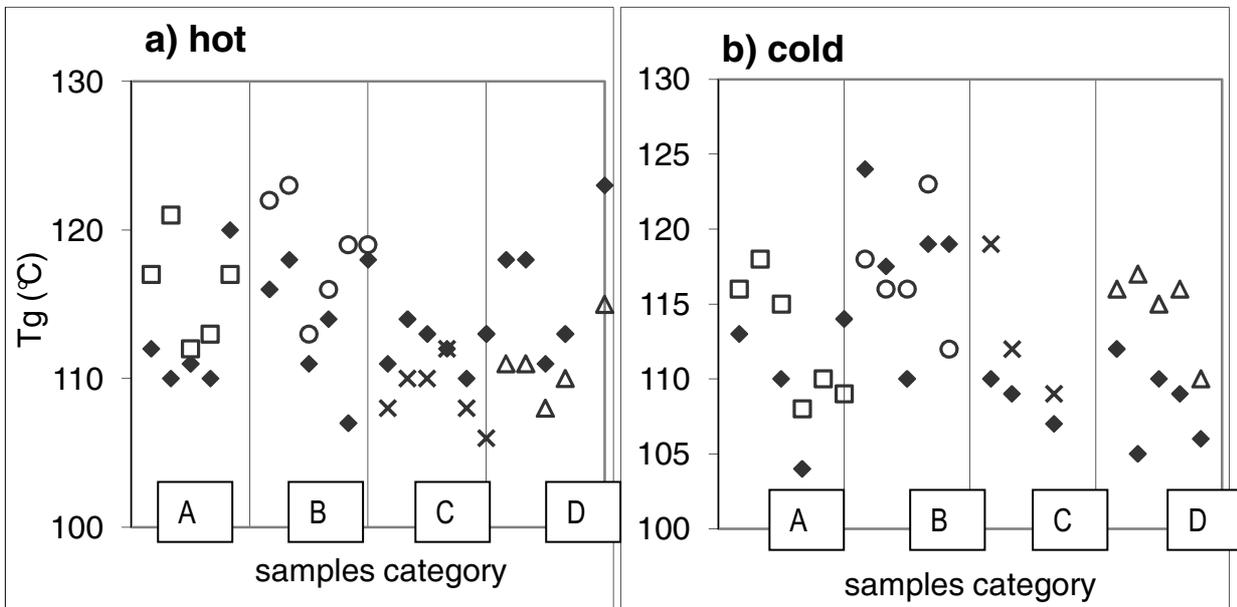 a) hot
130
120
110
100
Tg (°C)
A
B
C
D
samples category
b) cold
130
125
120
115
110
105
100
A
B
C
D
samples category